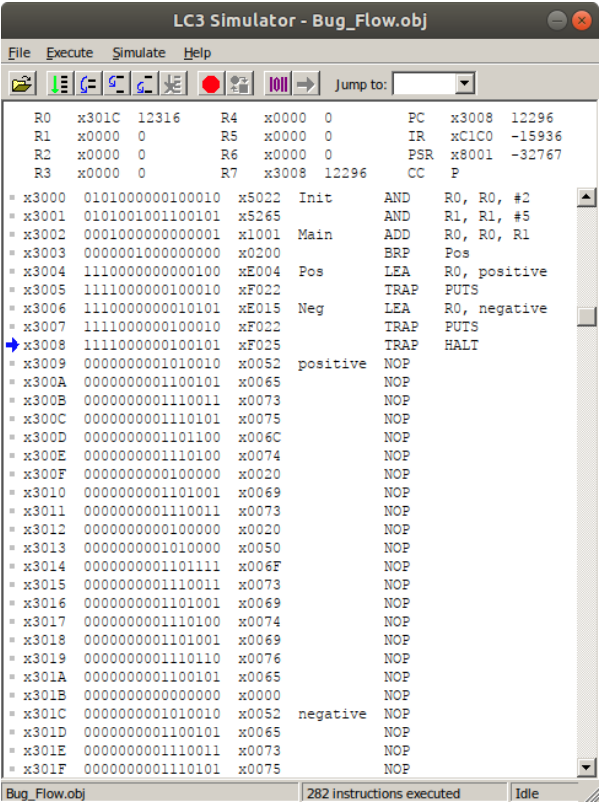 LC3 Simulator - Bug_Flow.obj
File Execute Simulate Help
Jump to:
R0 x301C 12316 R4 x0000 0 PC x3008 12296
R1 x0000 0 R5 x0000 0 IR xC1C0 -15936
R2 x0000 0 R6 x0000 0 PSR x8001 -32767
R3 x0000 0 R7 x3008 12296 CC P
x3000 0101000000100010 x5022 Init AND R0, R0, #2
x3001 0101001001100101 x5265 AND R1, R1, #5
x3002 0001000000000001 x1001 Main ADD R0, R0, R1
x3003 0000001000000000 x0200 BRP Pos
x3004 1110000000000100 xE004 Pos LEA R0, positive
x3005 1111000000100010 xF022 TRAP PUTS
x3006 1110000000010101 xE015 Neg LEA R0, negative
x3007 1111000000100010 xF022 TRAP PUTS
x3008 1111000000100101 xF025 TRAP HALT
x3009 0000000001010010 x0052 positive NOP
x300A 0000000001100101 x0065 NOP
x300B 0000000001110011 x0073 NOP
x300C 0000000001110101 x0075 NOP
x300D 0000000001101100 x006C NOP
x300E 0000000001110100 x0074 NOP
x300F 0000000000100000 x0020 NOP
x3010 0000000001101001 x0069 NOP
x3011 0000000001110011 x0073 NOP
x3012 0000000000100000 x0020 NOP
x3013 0000000001010000 x0050 NOP
x3014 0000000001101111 x006F NOP
x3015 0000000001110011 x0073 NOP
x3016 0000000001101001 x0069 NOP
x3017 0000000001110100 x0074 NOP
x3018 0000000001101001 x0069 NOP
x3019 0000000001110110 x0076 NOP
x301A 0000000001100101 x0065 NOP
x301B 0000000000000000 x0000 NOP
x301C 0000000001010010 x0052 negative NOP
x301D 0000000001100101 x0065 NOP
x301E 0000000001110011 x0073 NOP
x301F 0000000001110101 x0075 NOP
Bug_Flow.obj 282 instructions executed Idle